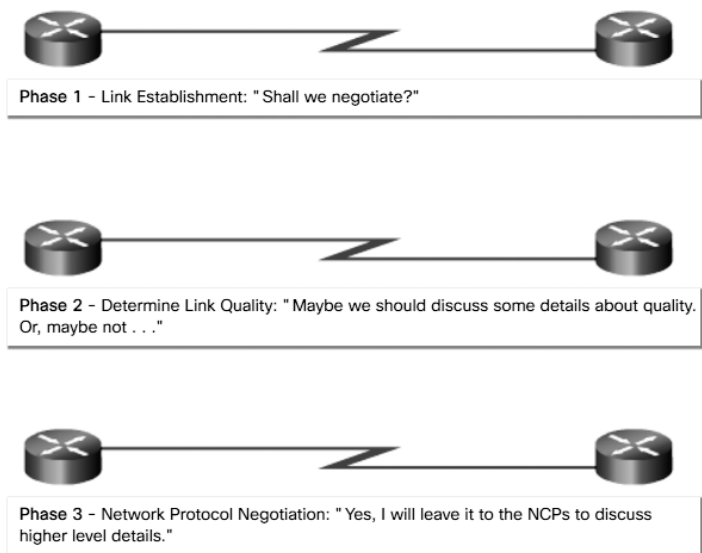 Phase 1 - Link Establishment: "Shall we negotiate?"
Phase 2 - Determine Link Quality: "Maybe we should discuss some details about quality.
Or, maybe not . . ."
Phase 3 - Network Protocol Negotiation: "Yes, I will leave it to the NCPs to discuss
higher level details."